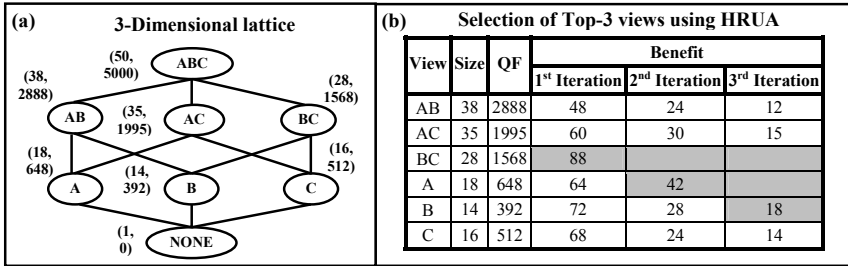 (a)
3-Dimensional lattice
(50,
5000)
ABC
(38,
2888)
(35,
1995)
(28,
1568)
AB
AC
BC
(18,
648)
(14,
392)
(16,
512)
A
B
C
(1,
0)
NONE
(b)
Selection of Top-3 views using HRUA
View Size QF Benefit
1st Iteration 2nd Iteration 3rd Iteration
AB 38 2888 48 24 12
AC 35 1995 60 30 15
BC 28 1568 88
A 18 648 64 42
B 14 392 72 28 18
C 16 512 68 24 14